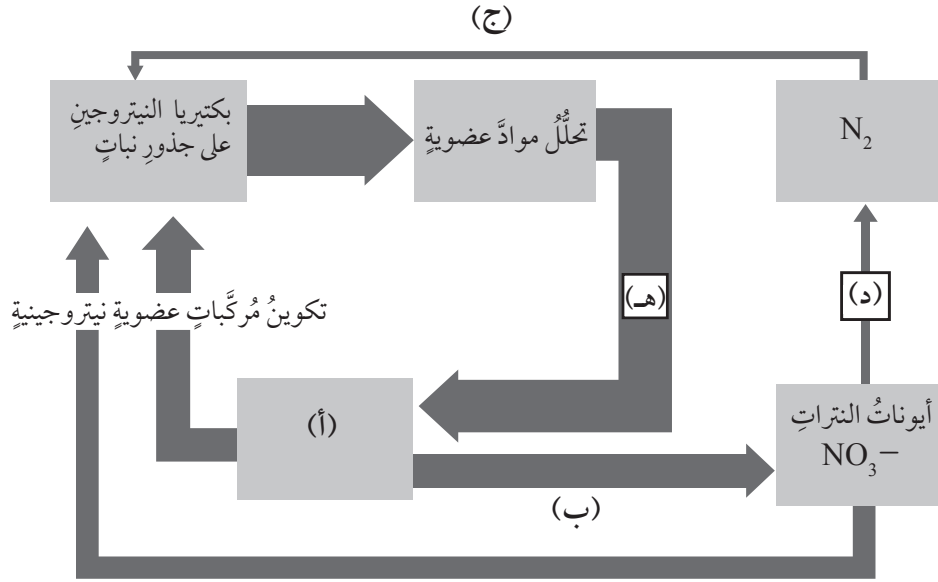 (ج)
بكتيريا النيتروجينِ
على جذورِ نباتٍ
تحلُّلُ موادَّ عضويةٍ
N₂
(هـ)
(د)
تكوينُ مُركَّباتٍ عضويةٍ نيتروجينيةٍ
(أ)
أيوناتُ النتراتِ
NO₃−
(ب)